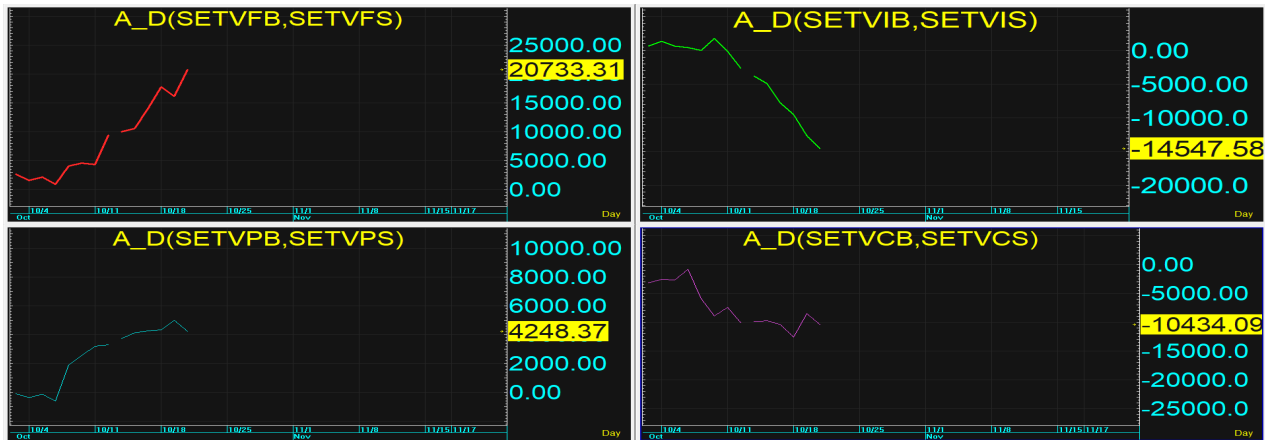 A_D(SETVFB,SETVFS)
25000.00
20733.31
15000.00
10000.00
5000.00
0.00
10/4 10/11 10/18 10/25 11/1 11/8 11/15 11/17
Oct Nov Day
A_D(SETVIB,SETVIS)
0.00
-5000.00
-10000.0
-14547.58
-20000.0
10/4 10/11 10/18 10/25 11/1 11/8 11/15
Oct Nov Day
A_D(SETVPB,SETVPS)
10000.00
8000.00
6000.00
4248.37
2000.00
0.00
10/4 10/11 10/18 10/25 11/1 11/8 11/15 11/17
Oct Nov Day
A_D(SETVCB,SETVCS)
0.00
-5000.00
-10434.09
-15000.0
-20000.0
-25000.0
10/4 10/11 10/18 10/25 11/1 11/8 11/15 11/17
Oct Nov Day